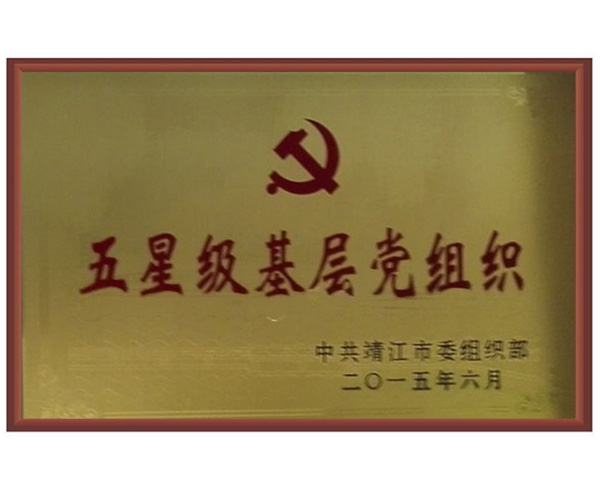 五星级基层党组织
中共靖江市委组织部
二〇一五年六月